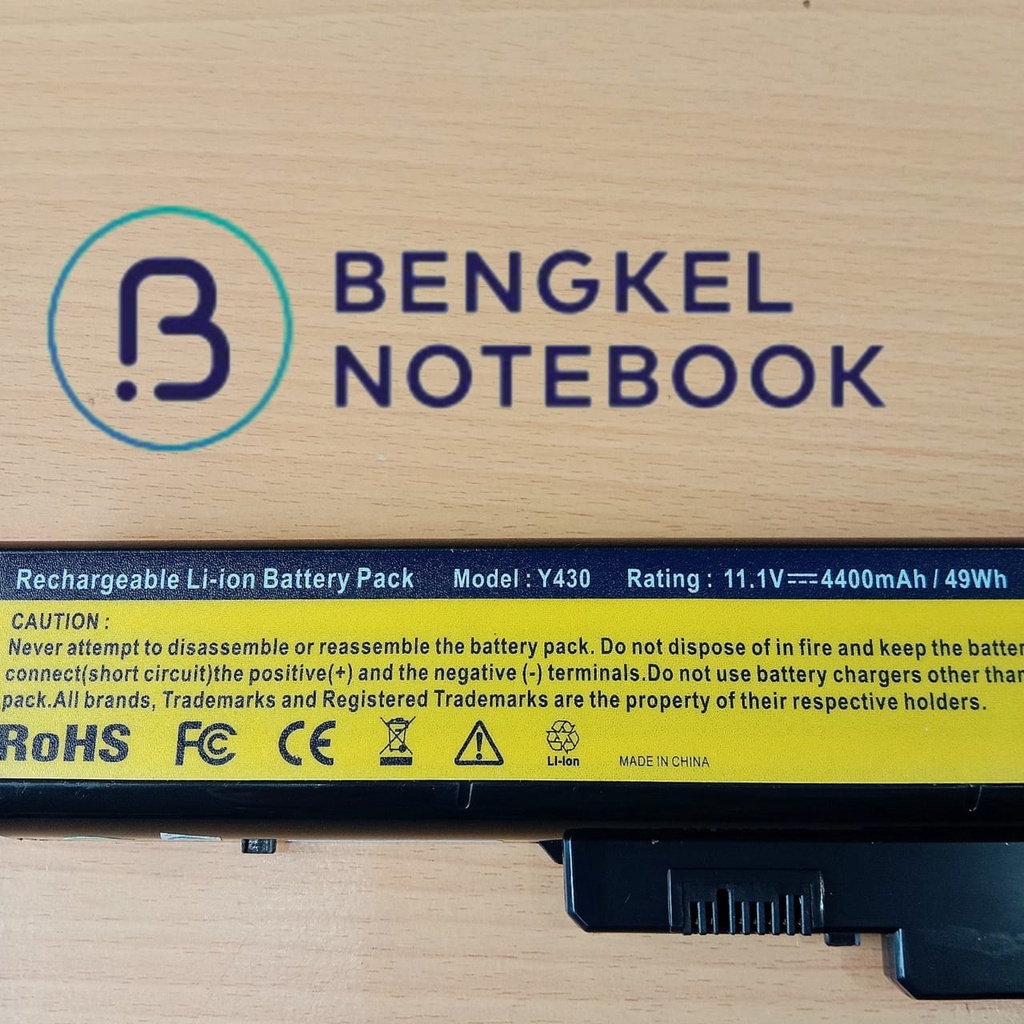 B
BENGKEL
NOTEBOOK
Rechargeable Li-ion Battery Pack Model : Y430 Rating : 11.1V⎓4400mAh / 49Wh
CAUTION :
Never attempt to disassemble or reassemble the battery pack. Do not dispose of in fire and keep the
connect(short circuit)the positive(+) and the negative (-) terminals.Do not use battery chargers other than
pack.All brands, Trademarks and Registered Trademarks are the property of their respective holders.
RoHS FC CE Li-ion MADE IN CHINA